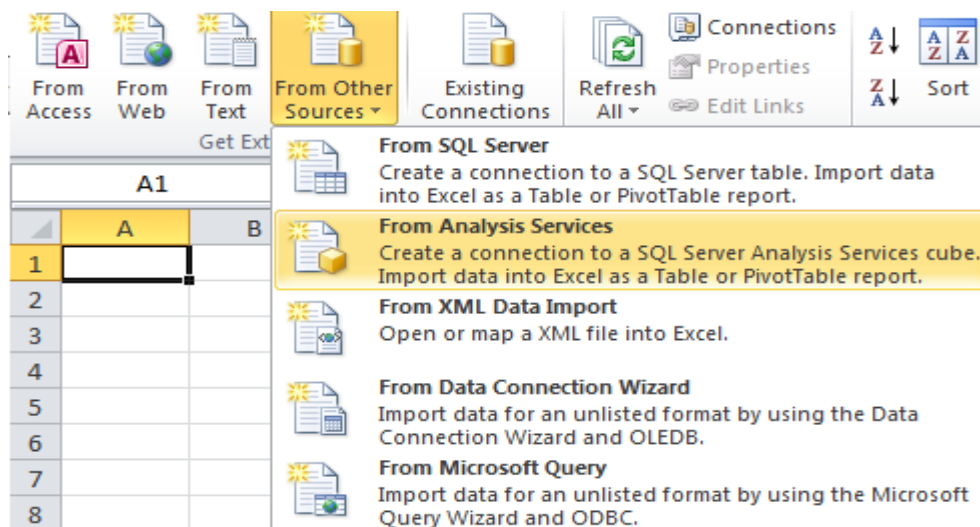 From Access
From Web
From Text
From Other Sources
Existing Connections
Refresh All
Connections
Properties
Edit Links
Sort
Get Ext
A1
A B
1
2
3
4
5
6
7
8
From SQL Server
Create a connection to a SQL Server table. Import data
into Excel as a Table or PivotTable report.
From Analysis Services
Create a connection to a SQL Server Analysis Services cube.
Import data into Excel as a Table or PivotTable report.
From XML Data Import
Open or map a XML file into Excel.
From Data Connection Wizard
Import data for an unlisted format by using the Data
Connection Wizard and OLEDB.
From Microsoft Query
Import data for an unlisted format by using the Microsoft
Query Wizard and ODBC.